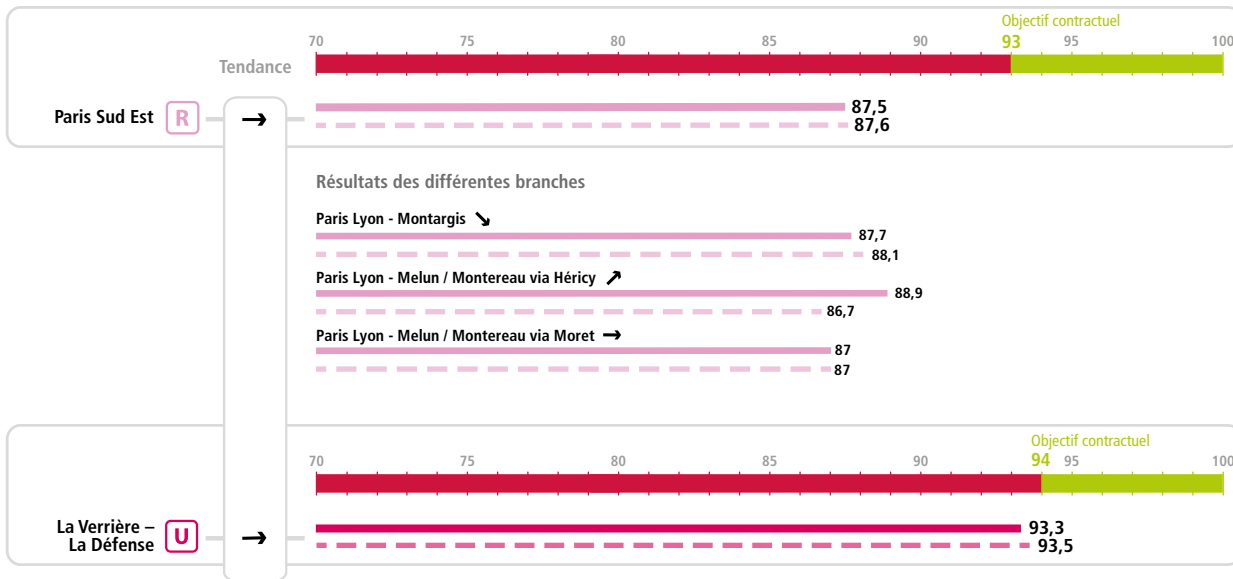 Objectif contractuel
70 75 80 85 90 93 95 100
Tendance
Paris Sud Est R → 87,5
87,6
Résultats des différentes branches
Paris Lyon - Montargis ↘
87,7
88,1
Paris Lyon - Melun / Montereau via Héricy ↗
88,9
86,7
Paris Lyon - Melun / Montereau via Moret →
87
87
Objectif contractuel
70 75 80 85 90 94 95 100
La Verrière –
La Défense U → 93,3
93,5